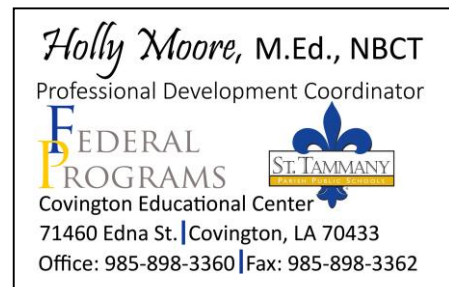 Holly Moore, M.Ed., NBCT
Professional Development Coordinator
FEDERAL
PROGRAMS
ST. TAMMANY
PARISH PUBLIC SCHOOLS
Covington Educational Center
71460 Edna St. Covington, LA 70433
Office: 985-898-3360 Fax: 985-898-3362